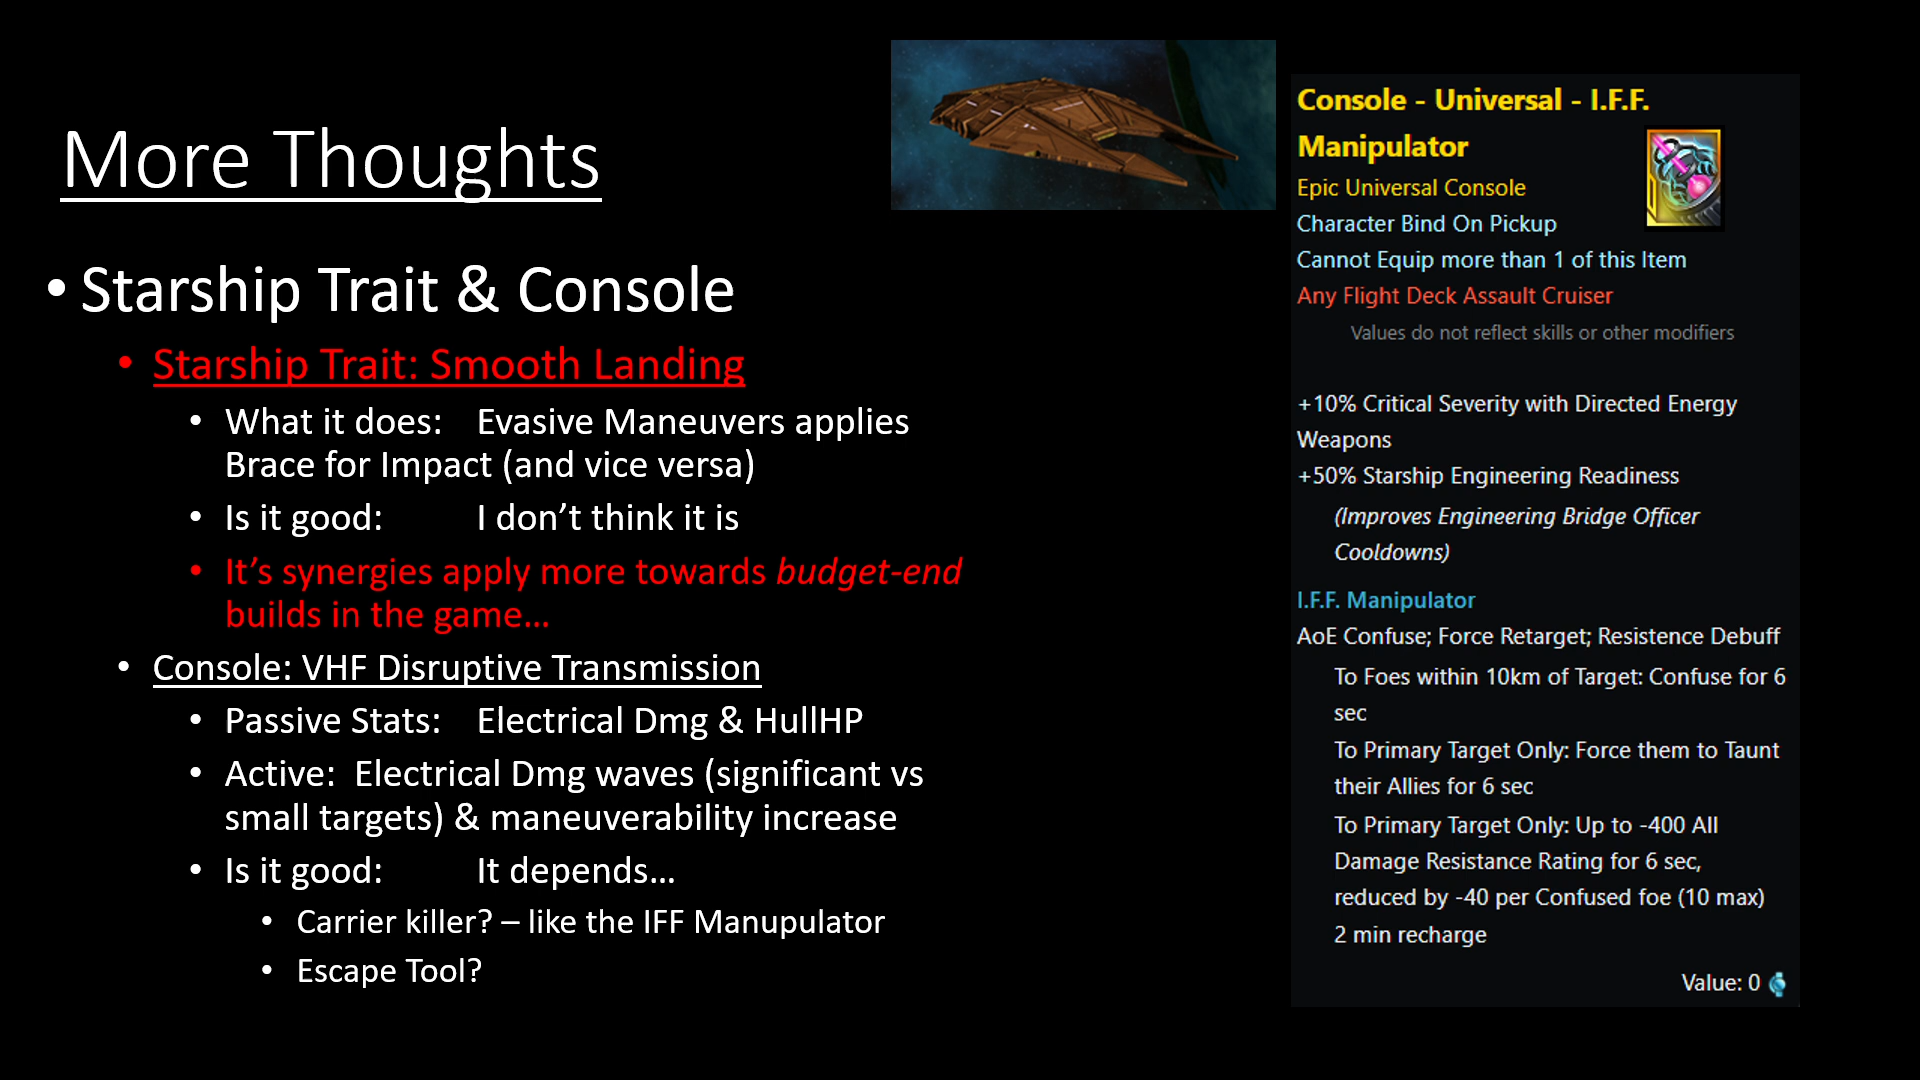 More Thoughts
• Starship Trait & Console
• Starship Trait: Smooth Landing
• What it does: Evasive Maneuvers applies
Brace for Impact (and vice versa)
• Is it good: I don’t think it is
• It’s synergies apply more towards budget-end
builds in the game…
• Console: VHF Disruptive Transmission
• Passive Stats: Electrical Dmg & HullHP
• Active: Electrical Dmg waves (significant vs
small targets) & maneuverability increase
• Is it good: It depends…
• Carrier killer? – like the IFF Manupulator
• Escape Tool?
Console - Universal - I.F.F.
Manipulator
Epic Universal Console
Character Bind On Pickup
Cannot Equip more than 1 of this Item
Any Flight Deck Assault Cruiser
Values do not reflect skills or other modifiers
+10% Critical Severity with Directed Energy
Weapons
+50% Starship Engineering Readiness
(Improves Engineering Bridge Officer
Cooldowns)
I.F.F. Manipulator
AoE Confuse; Force Retarget; Resistence Debuff
To Foes within 10km of Target: Confuse for 6
sec
To Primary Target Only: Force them to Taunt
their Allies for 6 sec
To Primary Target Only: Up to -400 All
Damage Resistance Rating for 6 sec,
reduced by -40 per Confused foe (10 max)
2 min recharge
Value: 0